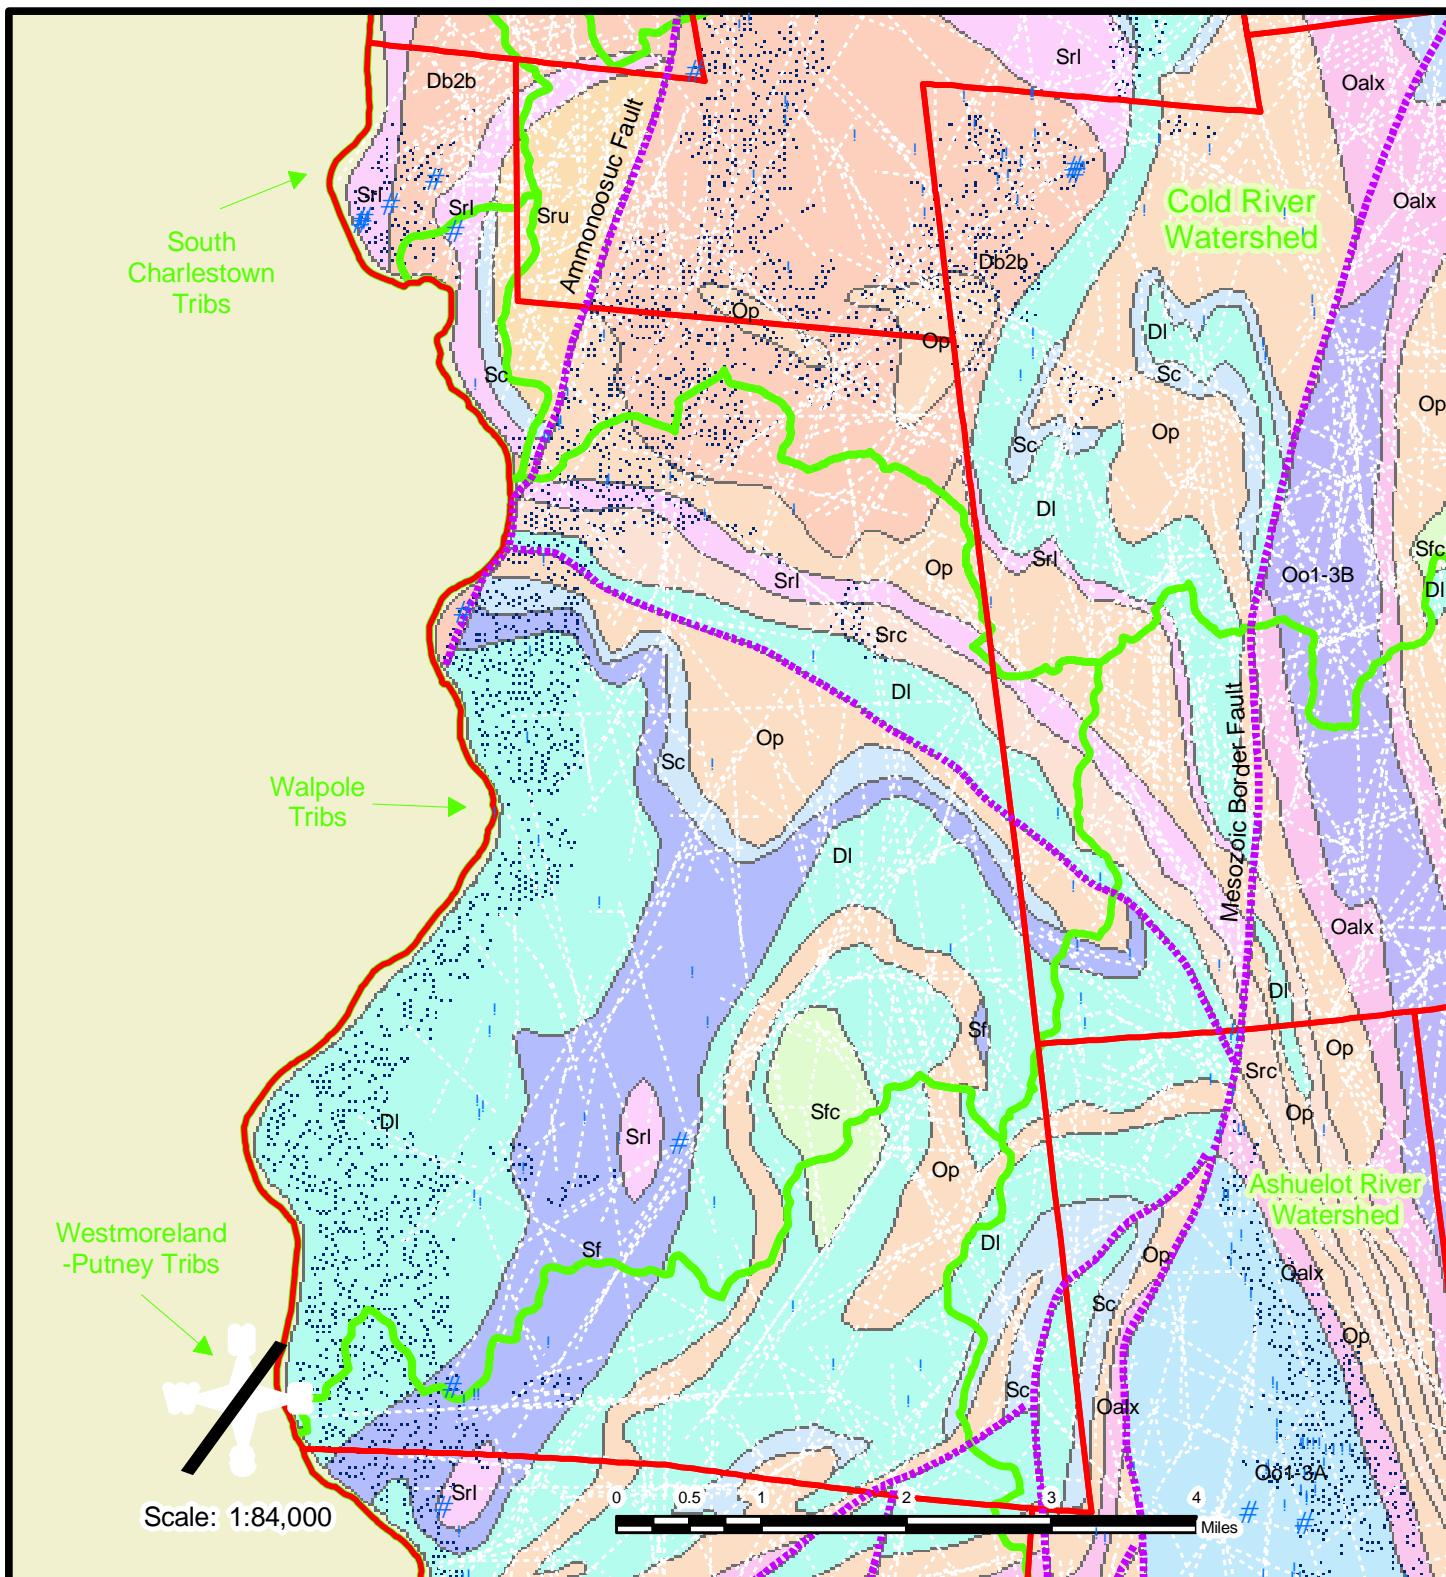 Db2b
Srl
Oalx
Srl
Srl
Sru
Ammonoosuc Fault
Cold River
Watershed
Oalx
South
Charlestown
Tribs
Db2b
Op
Op
Dl
Sc
Sc
Op
Op
Sc
Dl
Srl
Op
Srl
Oo1-3B
Sfc
Dl
Src
Dl
Op
Sc
Mesozoic Border Fault
Walpole
Tribs
Dl
Oalx
Dl
Sf
Op
Src
Sfc
Op
Dl
Srl
Op
Ashuelot River
Watershed
Westmoreland
-Putney Tribs
Sf
Dl
Op
Oalx
Sc
Op
Sc
Oalx
Srl
Oo1-3A
Scale: 1:84,000
0 0.5 1 2 3 4
Miles